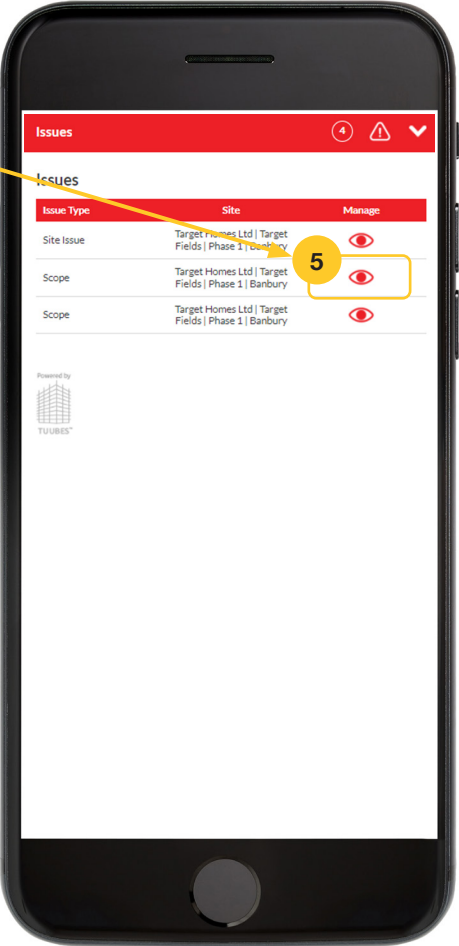 Issues
4
Issues
Issue Type Site Manage
Site Issue
Target Homes Ltd | Target
Fields | Phase 1 | Banbury
5
Scope
Target Homes Ltd | Target
Fields | Phase 1 | Banbury
Scope
Target Homes Ltd | Target
Fields | Phase 1 | Banbury
Powered by
TUUBES™